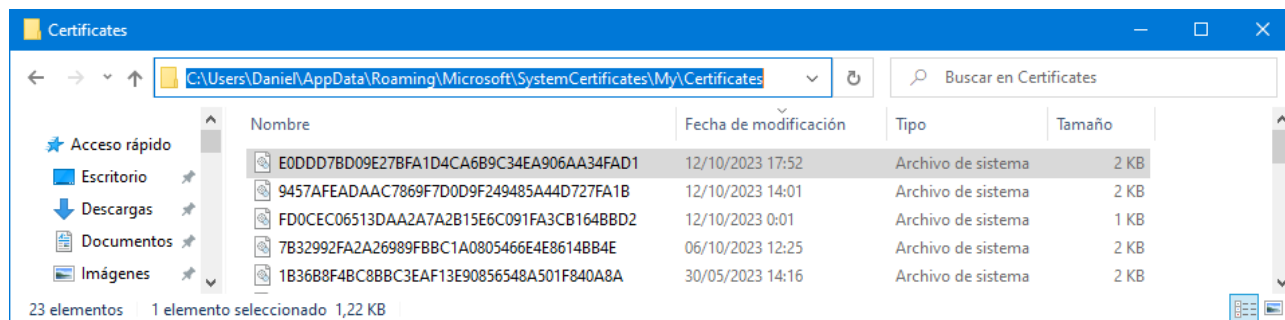 Certificates
C:\Users\Daniel\AppData\Roaming\Microsoft\SystemCertificates\My\Certificates
Buscar en Certificates
Acceso rápido
Escritorio
Descargas
Documentos
Imágenes
Nombre Fecha de modificación Tipo Tamaño
E0DDD7BD09E27BFA1D4CA6B9C34EA906AA34FAD1 12/10/2023 17:52 Archivo de sistema 2 KB
9457AFEADAAC7869F7D0D9F249485A44D727FA1B 12/10/2023 14:01 Archivo de sistema 2 KB
FD0CEC06513DAA2A7A2B15E6C091FA3CB164BBD2 12/10/2023 0:01 Archivo de sistema 1 KB
7B32992FA2A26989FBBC1A0805466E4E8614BB4E 06/10/2023 12:25 Archivo de sistema 2 KB
1B36B8F4BC8BBC3EAF13E90856548A501F840A8A 30/05/2023 14:16 Archivo de sistema 2 KB
23 elementos 1 elemento seleccionado 1,22 KB